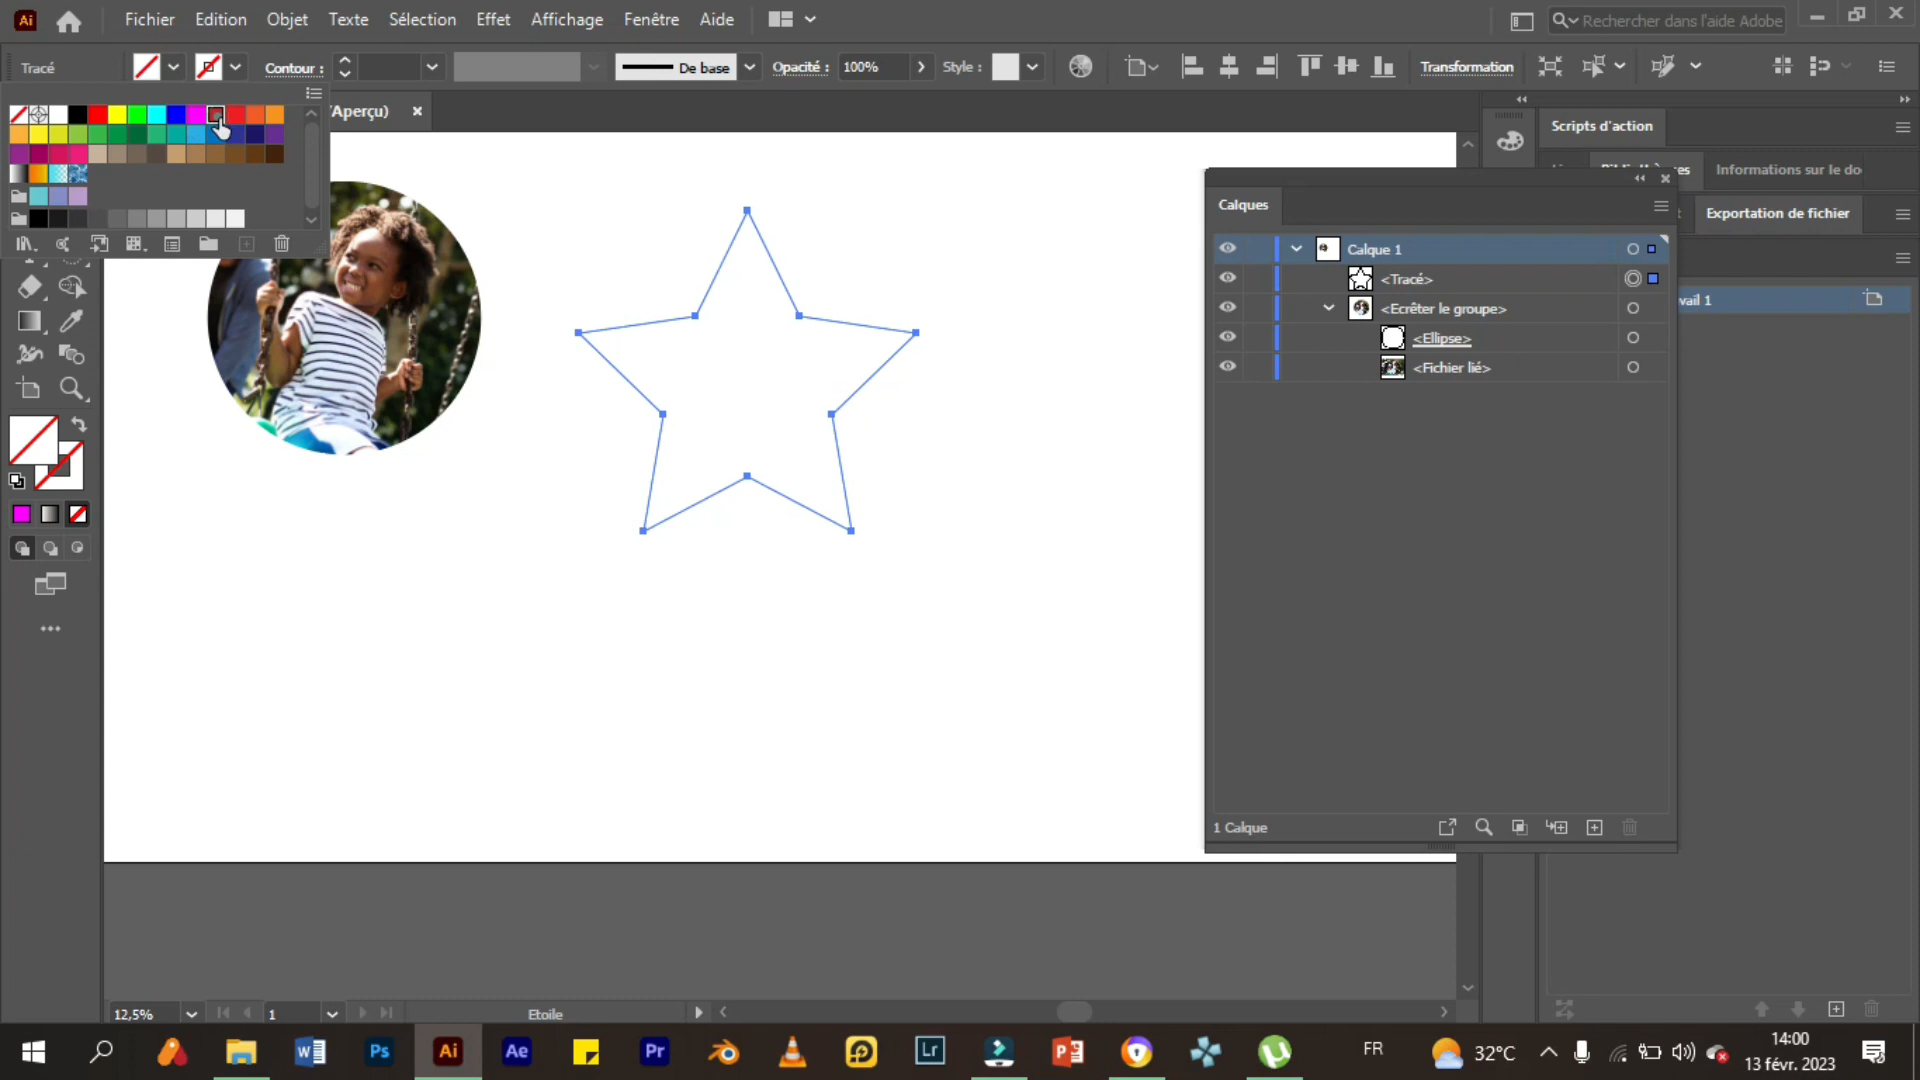 Ai Fichier Edition Objet Texte Sélection Effet Affichage Fenêtre Aide Rechercher dans l'aide Adobe
Tracé Contour : De base Opacité : 100% Style : Transformation
Aperçu)
Scripts d'action
Informations sur le do
Calques
Exportation de fichier
Calque 1
<Tracé>
vail 1
<Ecrêter le groupe>
<Ellipse>
<Fichier lié>
1 Calque
12,5% 1 Etoile
Ps Ai Ae Pr Lr FR 32°C 14:00
13 févr. 2023